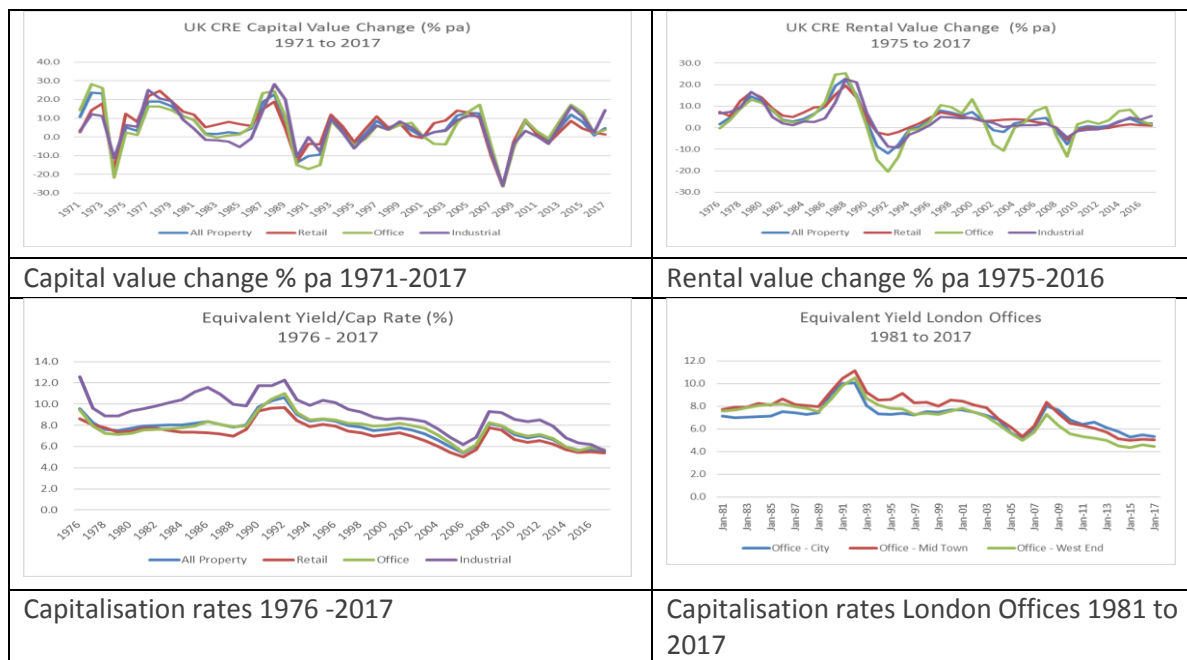 UK CRE Capital Value Change (% pa)
1971 to 2017
40.0
30.0
20.0
10.0
0.0
-10.0
-20.0
-30.0
1971 1973 1975 1977 1979 1981 1983 1985 1987 1989 1991 1993 1995 1997 1999 2001 2003 2005 2007 2009 2011 2013 2015 2017
All Property Retail Office Industrial
UK CRE Rental Value Change (% pa)
1975 to 2017
30.0
20.0
10.0
0.0
-10.0
-20.0
-30.0
1976 1978 1980 1982 1984 1986 1988 1990 1992 1994 1996 1998 2000 2002 2004 2006 2008 2010 2012 2014 2016
All Property Retail Office Industrial
Capital value change % pa 1971-2017
Rental value change % pa 1975-2016
Equivalent Yield/Cap Rate (%)
1976 - 2017
14.0
12.0
10.0
8.0
6.0
4.0
2.0
0.0
1976 1978 1980 1982 1984 1986 1988 1990 1992 1994 1996 1998 2000 2002 2004 2006 2008 2010 2012 2014 2016
All Property Retail Office Industrial
Equivalent Yield London Offices
1981 to 2017
12.0
10.0
8.0
6.0
4.0
2.0
0.0
Jan-81 Jan-83 Jan-85 Jan-87 Jan-89 Jan-91 Jan-93 Jan-95 Jan-97 Jan-99 Jan-01 Jan-03 Jan-05 Jan-07 Jan-09 Jan-11 Jan-13 Jan-15 Jan-17
Office - City Office - Mid Town Office - West End
Capitalisation rates 1976 -2017
Capitalisation rates London Offices 1981 to
2017